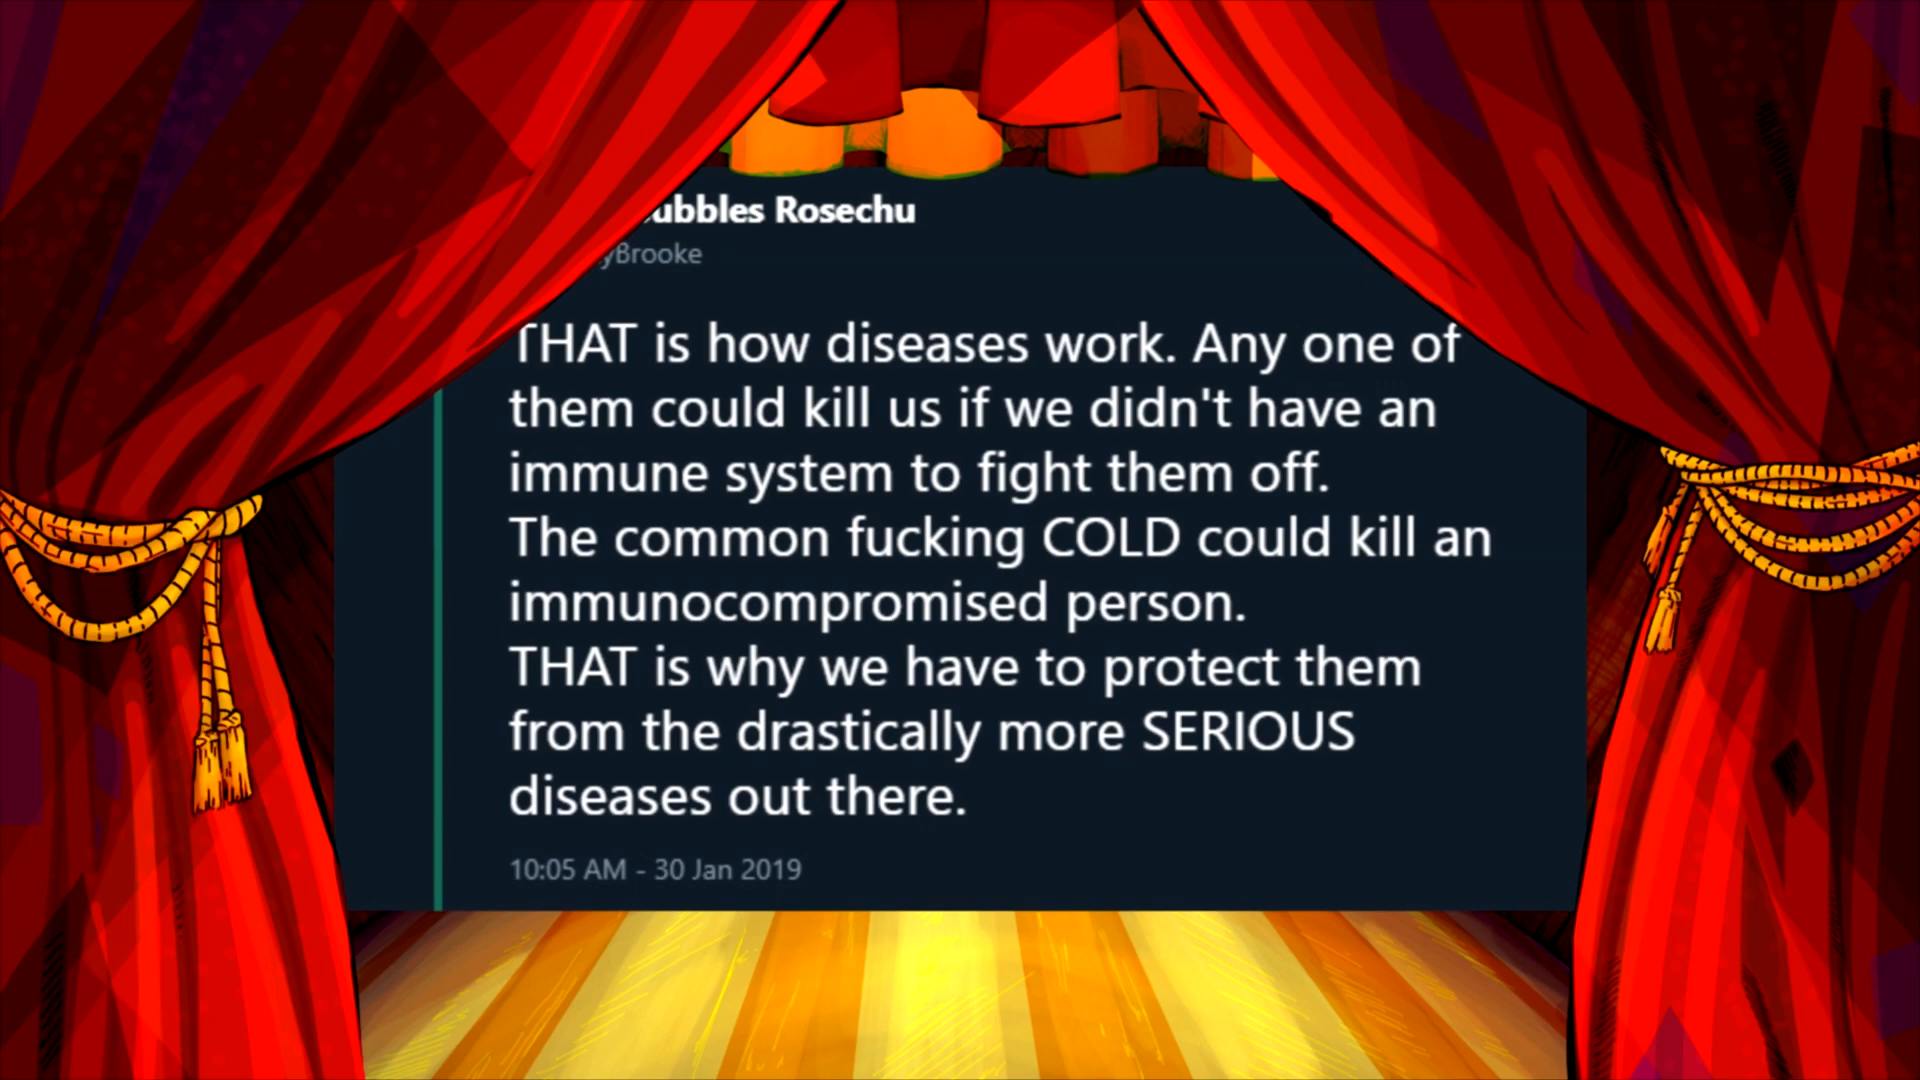 Rosechu
THAT is how diseases work. Any one of
them could kill us if we didn't have an
immune system to fight them off.
The common fucking COLD could kill an
immunocompromised person.
THAT is why we have to protect them
from the drastically more SERIOUS
diseases out there.
10:05 AM - 30 Jan 2019